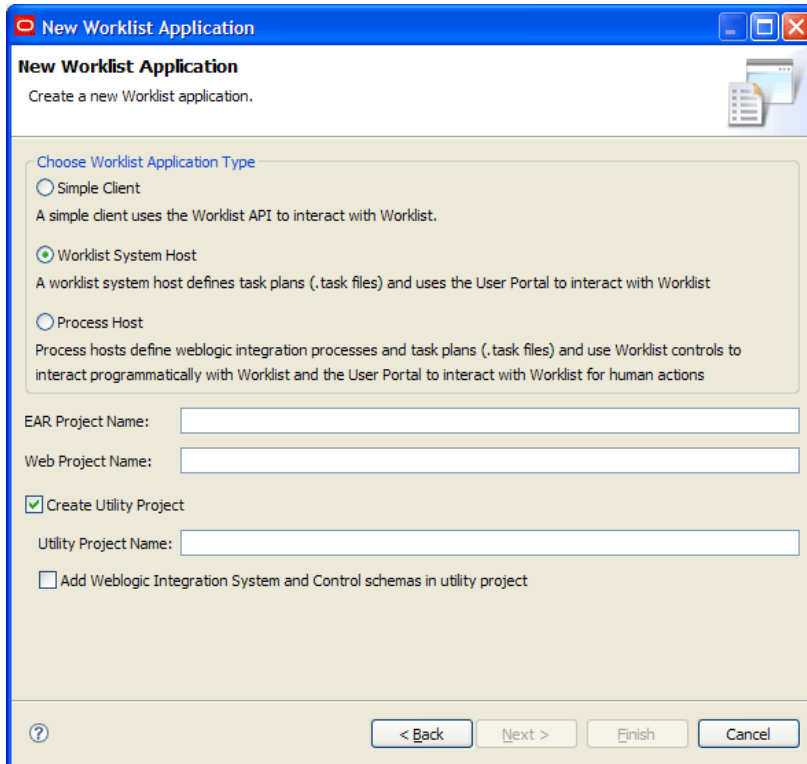 New Worklist Application
New Worklist Application
Create a new Worklist application.
Choose Worklist Application Type
Simple Client
A simple client uses the Worklist API to interact with Worklist.
Worklist System Host
A worklist system host defines task plans (.task files) and uses the User Portal to interact with Worklist
Process Host
Process hosts define weblogic integration processes and task plans (.task files) and use Worklist controls to
interact programmatically with Worklist and the User Portal to interact with Worklist for human actions
EAR Project Name:
Web Project Name:
Create Utility Project
Utility Project Name:
Add Weblogic Integration System and Control schemas in utility project
? < Back Next > Finish Cancel